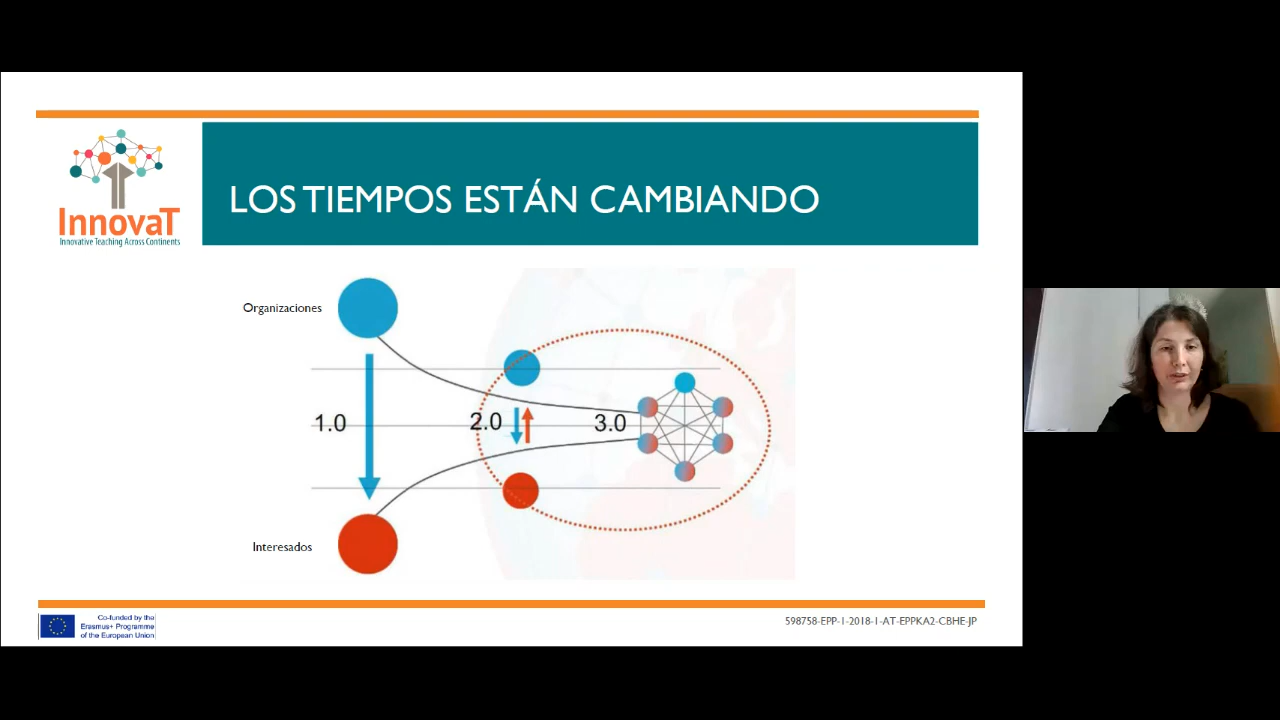 LOS TIEMPOS ESTÁN CAMBIANDO
InnovaT
Innovative Teaching Across Continents
Organizaciones
1.0
2.0
3.0
Interesados
Co-funded by the
Erasmus+ Programme
of the European Union
598758-EPP-1-2018-1-AT-EPPKA2-CBHE-JP